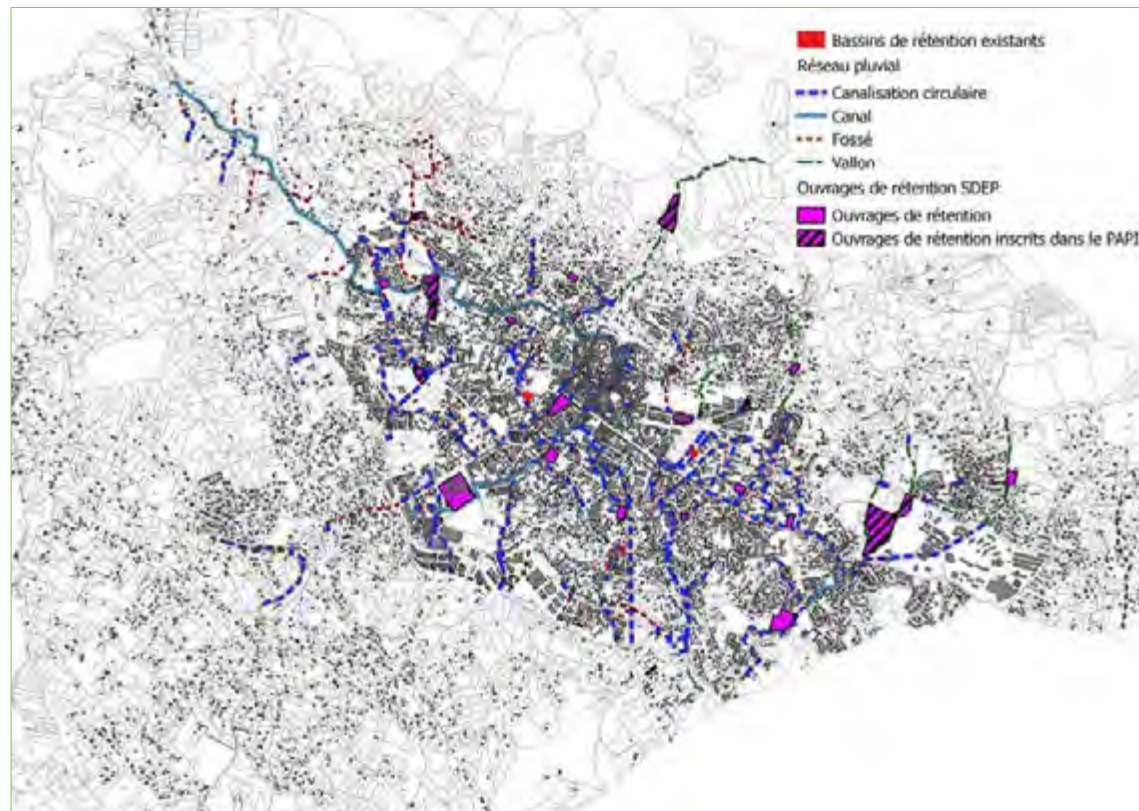 Bassins de rétention existants
Réseau pluvial
Canalisation circulaire
Canal
Fossé
Vallon
Ouvrages de rétention SDEP
Ouvrages de rétention
Ouvrages de rétention inscrits dans le PAPI